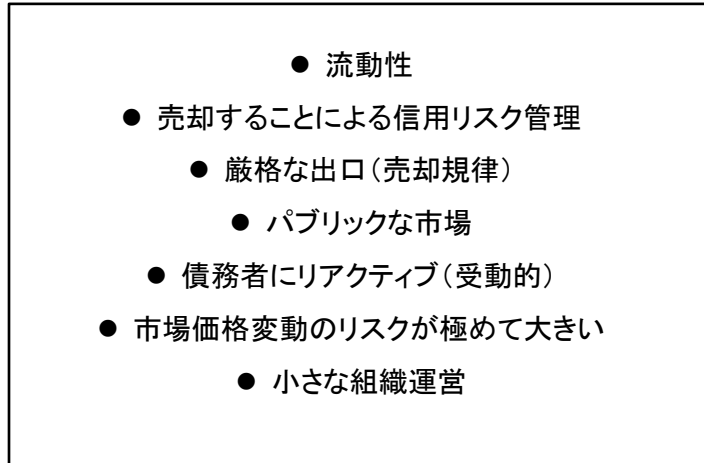 ● 流動性
● 売却することによる信用リスク管理
● 厳格な出口（売却規律）
● パブリックな市場
● 債務者にリアクティブ（受動的）
● 市場価格変動のリスクが極めて大きい
● 小さな組織運営